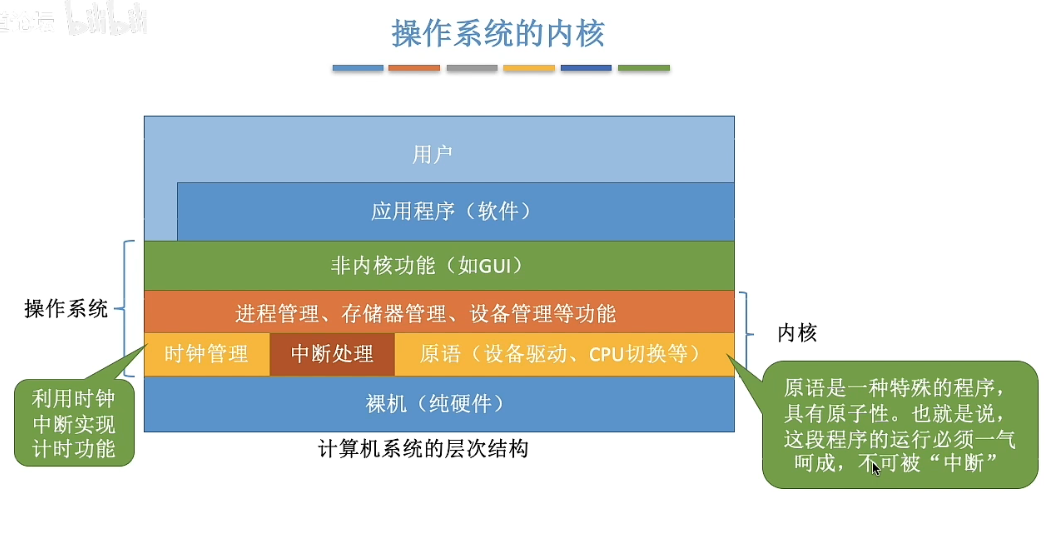 操作系统的内核
用户
应用程序（软件）
非内核功能（如GUI）
操作系统
进程管理、存储器管理、设备管理等功能
内核
时钟管理
中断处理
原语（设备驱动、CPU切换等）
利用时钟
中断实现
计时功能
裸机（纯硬件）
原语是一种特殊的程序，
具有原子性。也就是说，
这段程序的运行必须一气
呵成，不可被“中断”
计算机系统的层次结构
bilibili